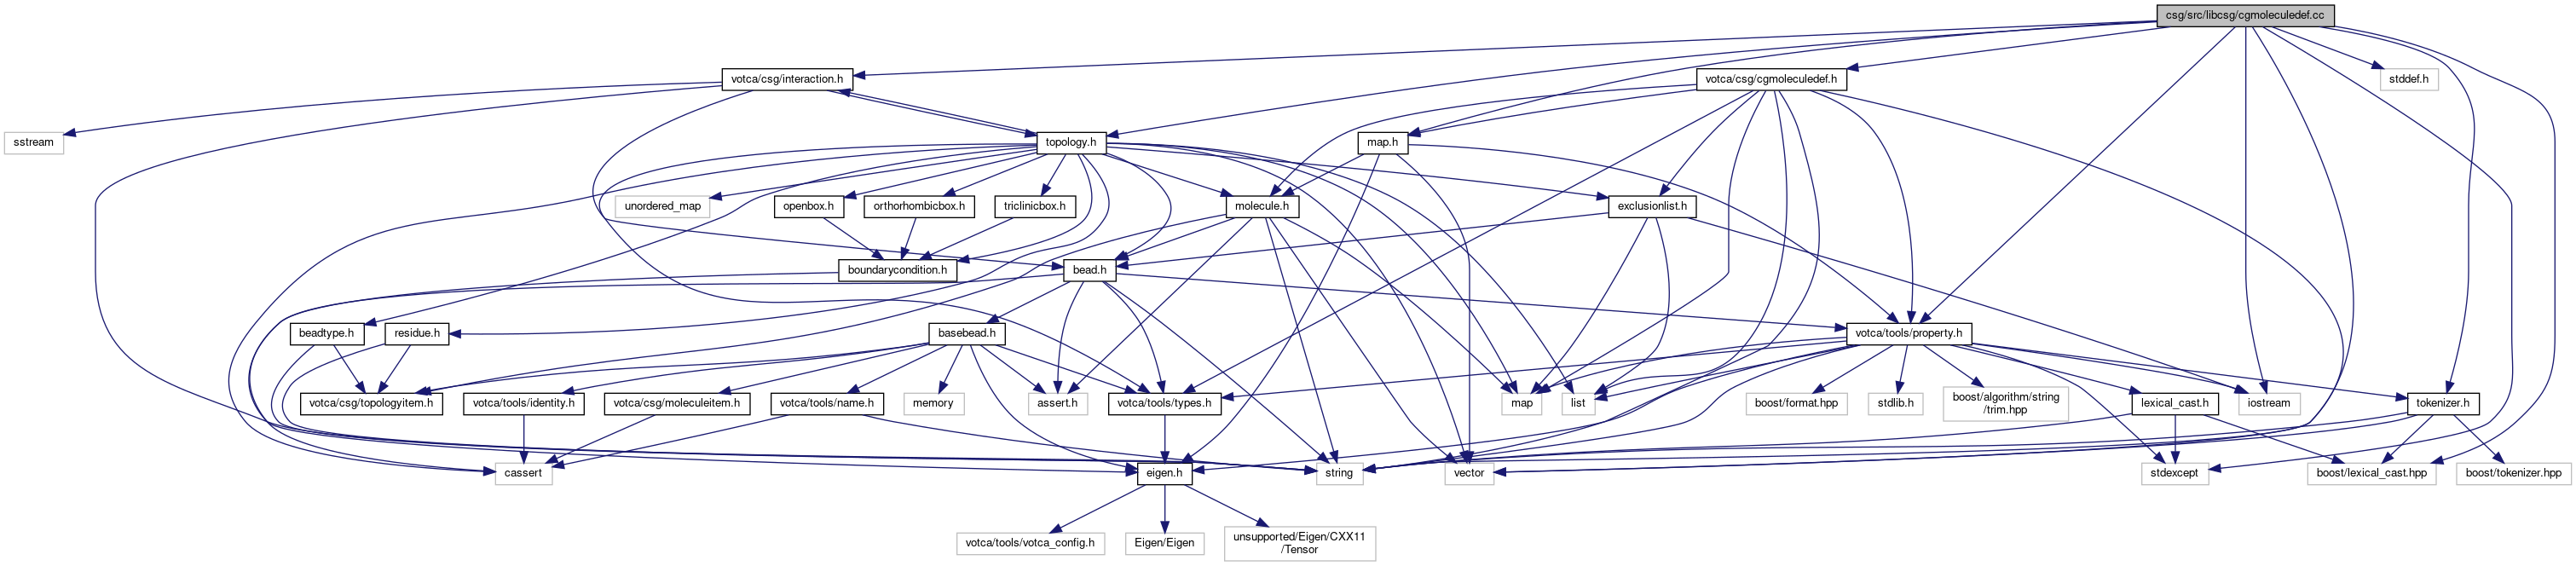 csg/src/libcsg/cgmoleculedef.cc
votca/csg/interaction.h
votca/csg/cgmoleculedef.h
stddef.h
sstream
topology.h
map.h
unordered_map
openbox.h
orthorhombicbox.h
triclinicbox.h
molecule.h
exclusionlist.h
boundarycondition.h
bead.h
beadtype.h
residue.h
basebead.h
votca/tools/property.h
votca/csg/topologyitem.h
votca/tools/identity.h
votca/csg/moleculeitem.h
votca/tools/name.h
memory
assert.h
votca/tools/types.h
map
list
boost/format.hpp
stdlib.h
boost/algorithm/string
/trim.hpp
lexical_cast.h
iostream
tokenizer.h
cassert
eigen.h
string
vector
stdexcept
boost/lexical_cast.hpp
boost/tokenizer.hpp
votca/tools/votca_config.h
Eigen/Eigen
unsupported/Eigen/CXX11
/Tensor